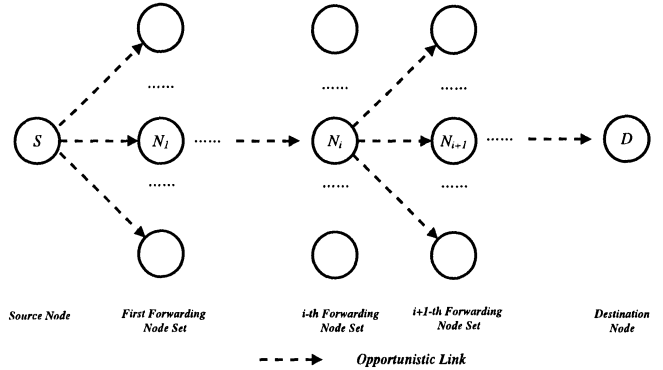 ......
......
......
S
N1
......
Ni
Ni+1
......
D
......
......
......
Source Node
First Forwarding
Node Set
i-th Forwarding
Node Set
i+1-th Forwarding
Node Set
Destination
Node
Opportunistic Link